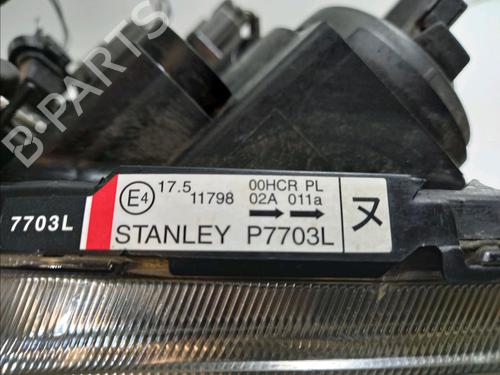 B-PARTS
7703L
E4 17.5 11798 00HCR PL
02A 011a
STANLEY P7703L
ヌ